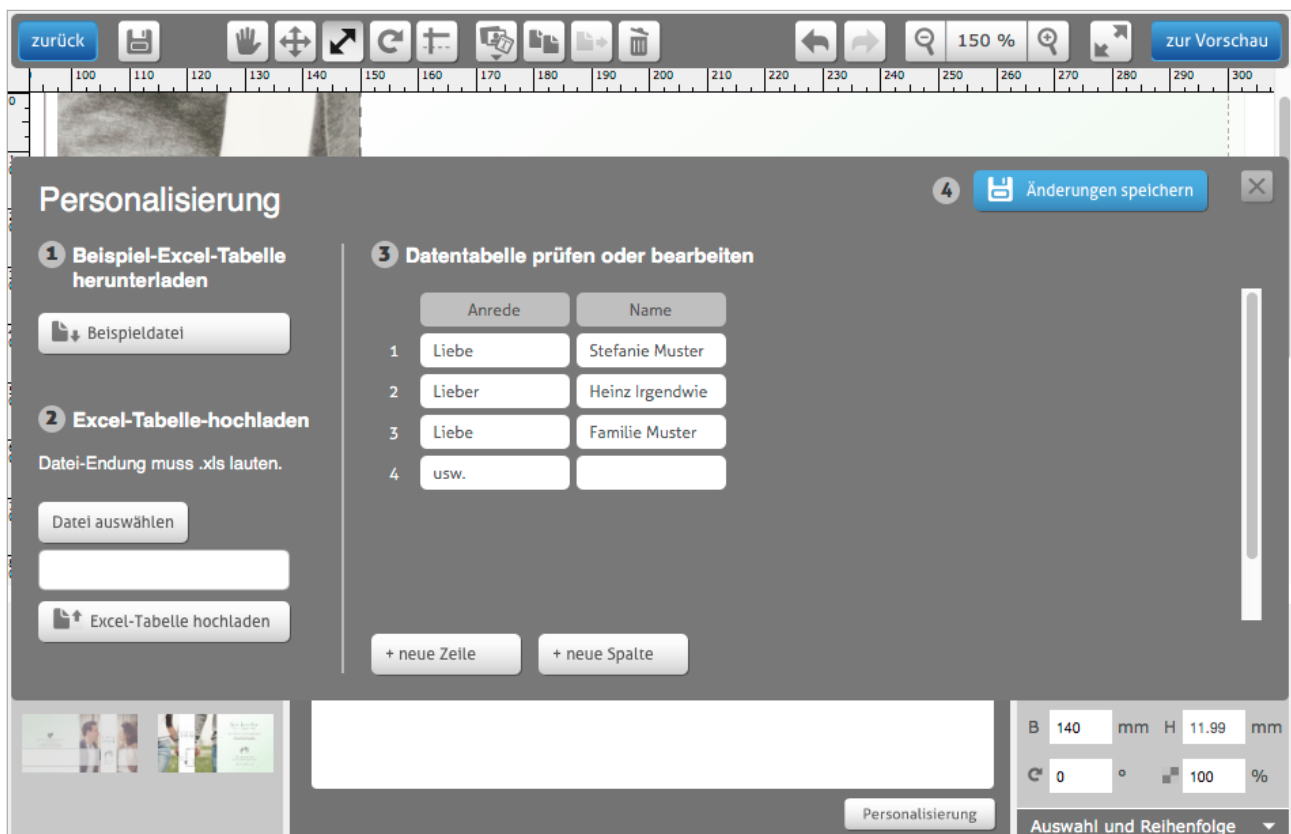 zurück
150 %
zur Vorschau
100 110 120 130 140 150 160 170 180 190 200 210 220 230 240 250 260 270 280 290 300
0
Personalisierung
4 Änderungen speichern
1 Beispiel-Excel-Tabelle
herunterladen
Beispieldatei
2 Excel-Tabelle-hochladen
Datei-Endung muss .xls lauten.
Datei auswählen
Excel-Tabelle hochladen
3 Datentabelle prüfen oder bearbeiten
Anrede Name
1 Liebe Stefanie Muster
2 Lieber Heinz Irgendwie
3 Liebe Familie Muster
4 usw.
+ neue Zeile + neue Spalte
B 140 mm H 11.99 mm
0 ° 100 %
Personalisierung
Auswahl und Reihenfolge